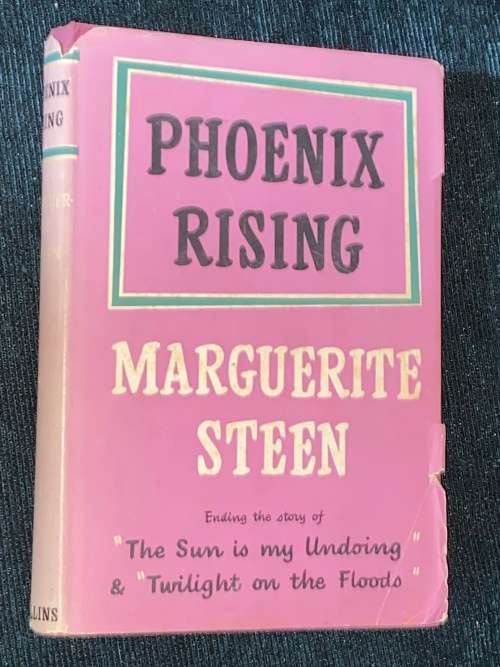 PHOENIX
RISING
MARGUERITE
STEEN
Ending the story of
"The Sun is my Undoing"
& "Twilight on the Floods"